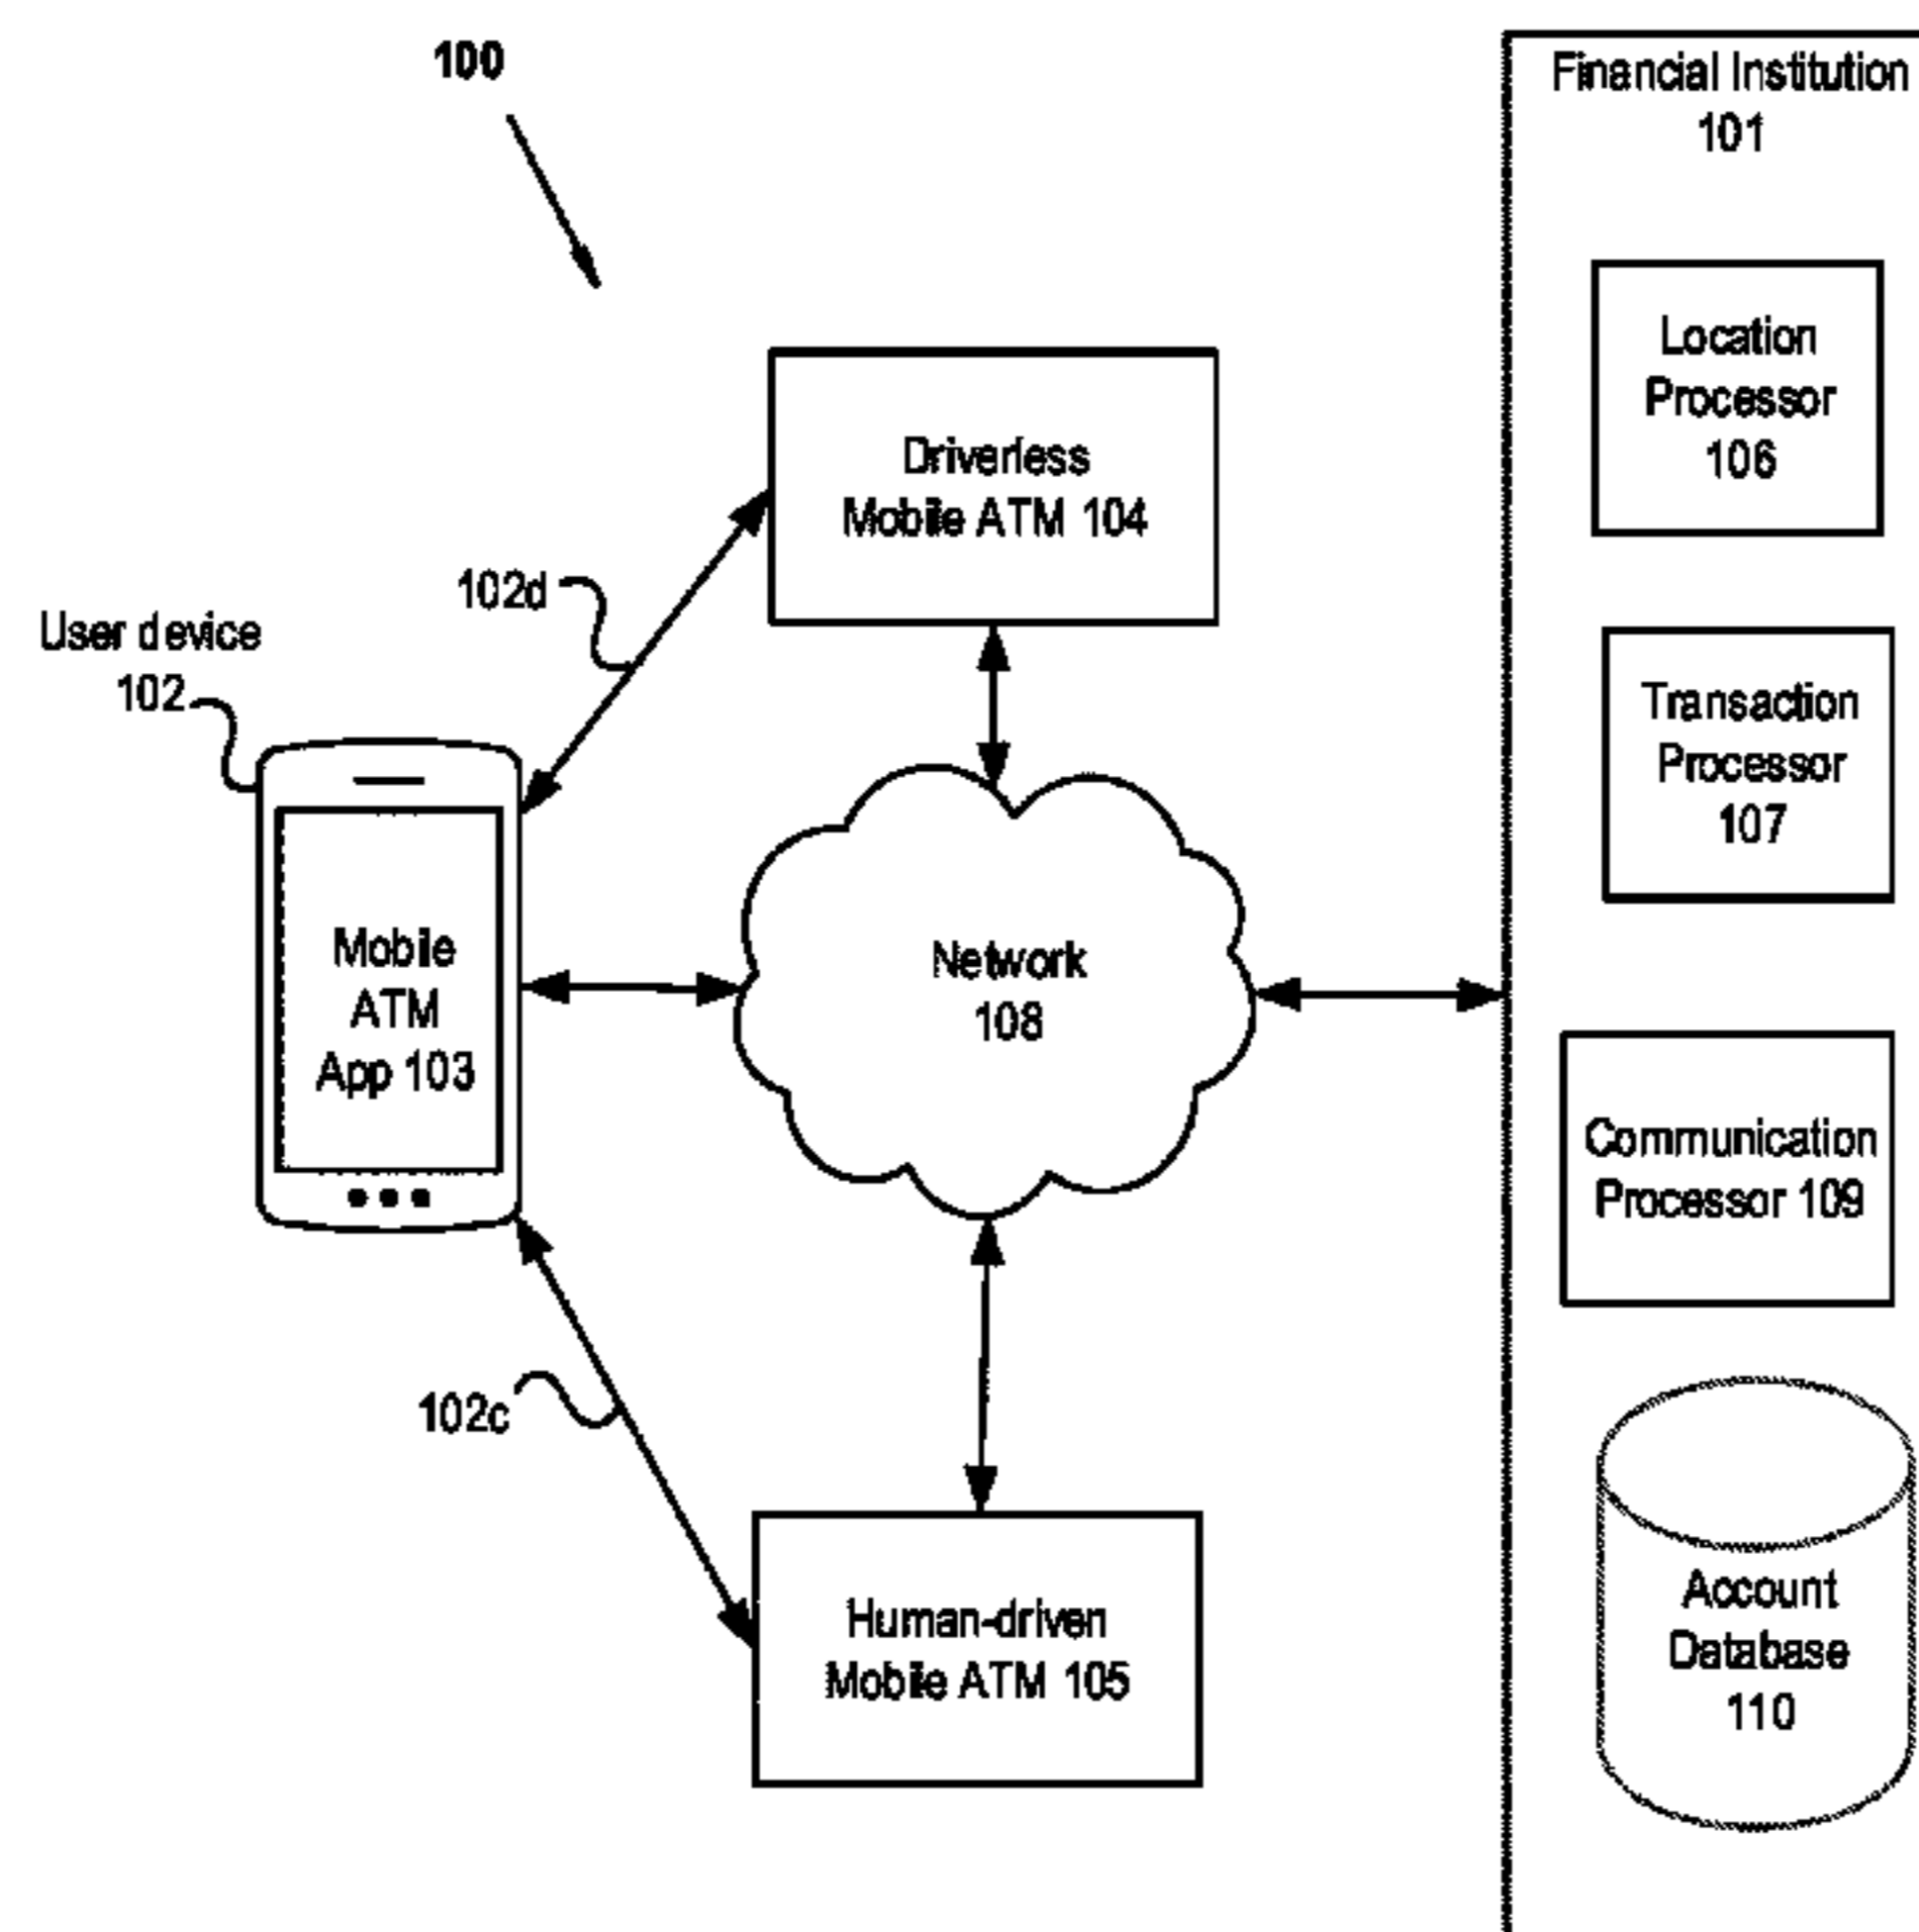 100
Financial Institution
101
Location
Processor
106
Driverless
Mobile ATM 104
102d
User device
102
Transaction
Processor
107
Mobile
ATM
App 103
Network
108
Communication
Processor 109
102c
Human-driven
Mobile ATM 105
Account
Database
110